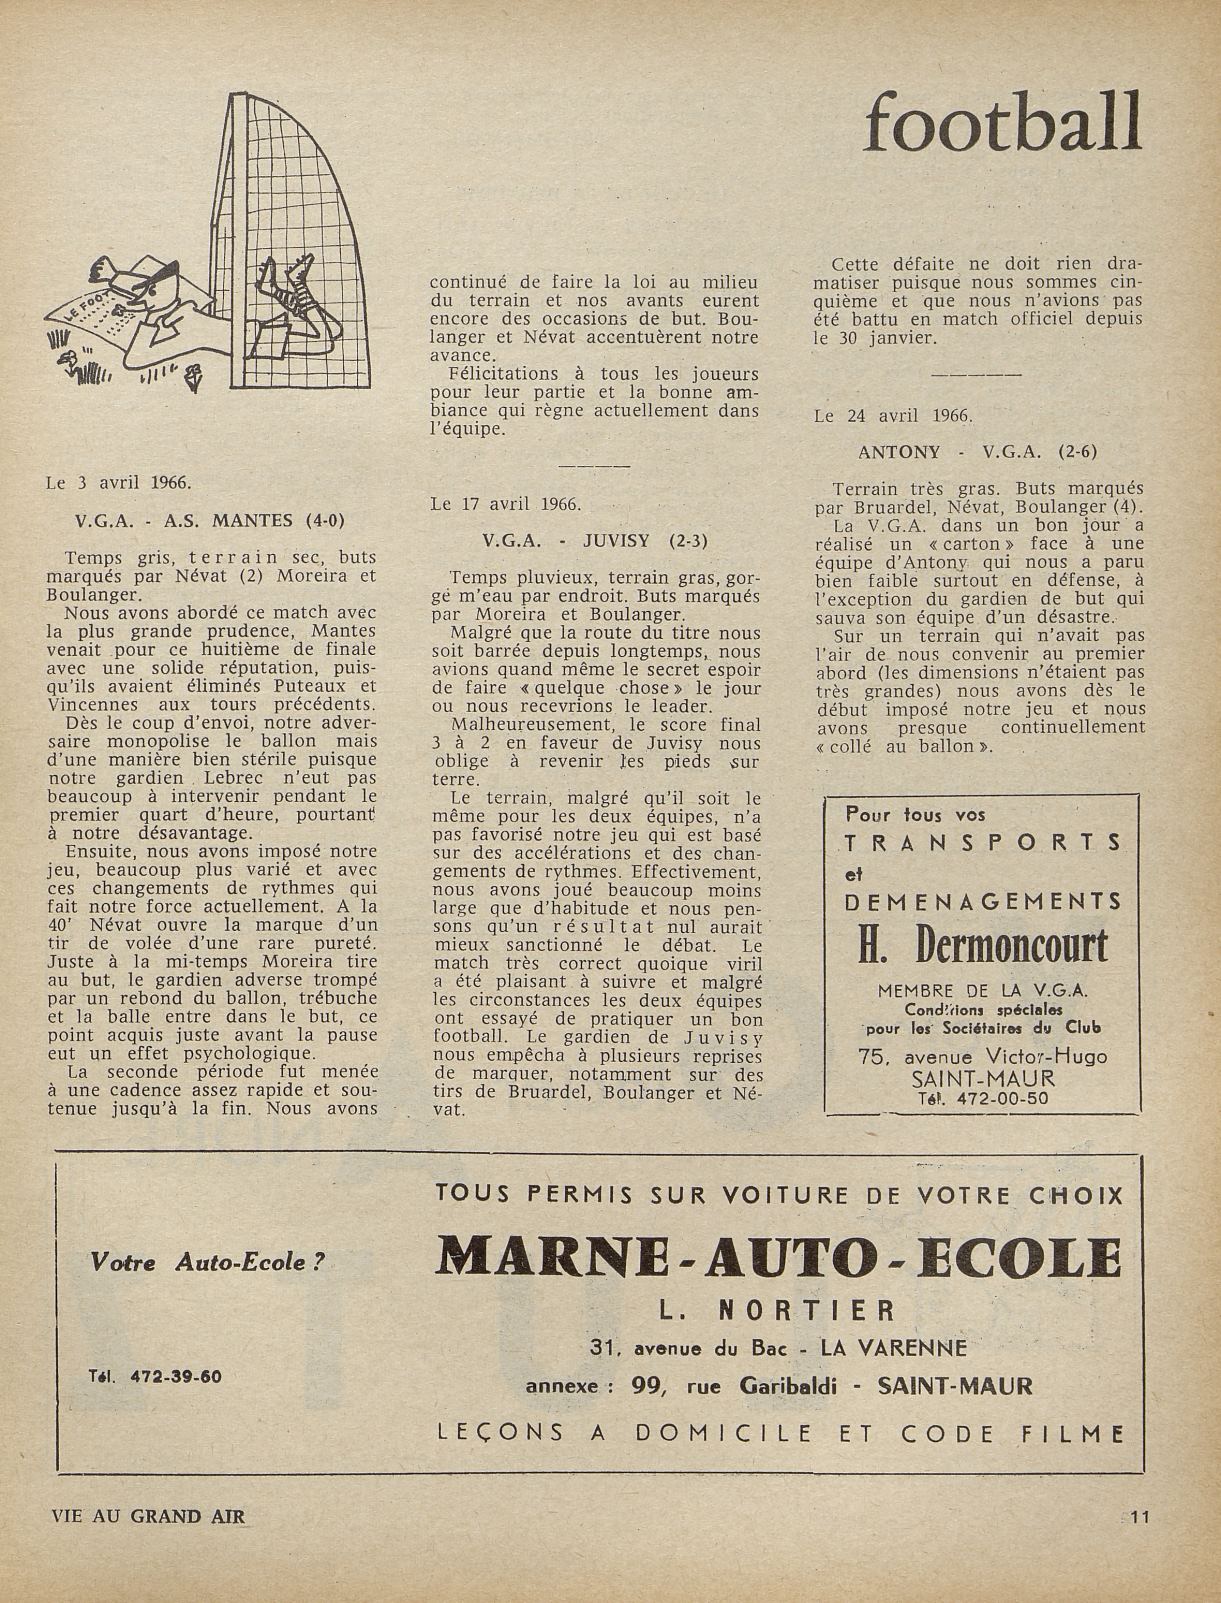 football
LE FOOT
Le 3 avril 1966.
V.G.A. - A.S. MANTES (4-0)
Temps gris, terrain sec, buts
marqués par Névat (2) Moreira et
Boulanger.
Nous avons abordé ce match avec
la plus grande prudence, Mantes
venait pour ce huitième de finale
avec une solide réputation, puis-
qu'ils avaient éliminés Puteaux et
Vincennes aux tours précédents.
Dès le coup d'envoi, notre adver-
saire monopolise le ballon mais
d'une manière bien stérile puisque
notre gardien Lebrec n'eut pas
beaucoup à intervenir pendant le
premier quart d'heure, pourtant
à notre désavantage.
Ensuite, nous avons imposé notre
jeu, beaucoup plus varié et avec
ces changements de rythmes qui
fait notre force actuellement. A la
40' Névat ouvre la marque d'un
tir de volée d'une rare pureté.
Juste à la mi-temps Moreira tire
au but, le gardien adverse trompé
par un rebond du ballon, trébuche
et la balle entre dans le but, ce
point acquis juste avant la pause
eut un effet psychologique.
La seconde période fut menée
à une cadence assez rapide et sou-
tenue jusqu'à la fin. Nous avons
continué de faire la loi au milieu
du terrain et nos avants eurent
encore des occasions de but. Bou-
langer et Névat accentuèrent notre
avance.
Félicitations à tous les joueurs
pour leur partie et la bonne am-
biance qui règne actuellement dans
l'équipe.
Le 17 avril 1966.
V.G.A. - JUVISY (2-3)
Temps pluvieux, terrain gras, gor-
gé m'eau par endroit. Buts marqués
par Moreira et Boulanger.
Malgré que la route du titre nous
soit barrée depuis longtemps, nous
avions quand même le secret espoir
de faire « quelque chose » le jour
ou nous recevrions le leader.
Malheureusement, le score final
3 à 2 en faveur de Juvisy nous
oblige à revenir les pieds sur
terre.
Le terrain, malgré qu'il soit le
même pour les deux équipes, n'a
pas favorisé notre jeu qui est basé
sur des accélérations et des chan-
gements de rythmes. Effectivement,
nous avons joué beaucoup moins
large que d'habitude et nous pen-
sons qu'un résultat nul aurait
mieux sanctionné le débat. Le
match très correct quoique viril
a été plaisant à suivre et malgré
les circonstances les deux équipes
ont essayé de pratiquer un bon
football. Le gardien de Juvisy
nous empêcha à plusieurs reprises
de marquer, notamment sur des
tirs de Bruardel, Boulanger et Né-
vat.
Cette défaite ne doit rien dra-
matiser puisque nous sommes cin-
quième et que nous n'avions pas
été battu en match officiel depuis
le 30 janvier.
Le 24 avril 1966.
ANTONY - V.G.A. (2-6)
Terrain très gras. Buts marqués
par Bruardel, Névat, Boulanger (4).
La V.G.A. dans un bon jour a
réalisé un « carton » face à une
équipe d'Antony qui nous a paru
bien faible surtout en défense, à
l'exception du gardien de but qui
sauva son équipe d'un désastre.
Sur un terrain qui n'avait pas
l'air de nous convenir au premier
abord (les dimensions n'étaient pas
très grandes) nous avons dès le
début imposé notre jeu et nous
avons presque continuellement
« collé au ballon ».
Pour tous vos
TRANSPORTS
et
DEMENAGEMENTS
H. Dermoncourt
MEMBRE DE LA V.G.A.
Conditions spéciales
pour les Sociétaires du Club
75, avenue Victor-Hugo
SAINT-MAUR
Tél. 472-00-50
Votre Auto-Ecole ?
Tél. 472-39-60
TOUS PERMIS SUR VOITURE DE VOTRE CHOIX
MARNE-AUTO-ECOLE
L. NORTIER
31, avenue du Bac - LA VARENNE
annexe : 99, rue Garibaldi - SAINT-MAUR
LEÇONS A DOMICILE ET CODE FILME
VIE AU GRAND AIR
11